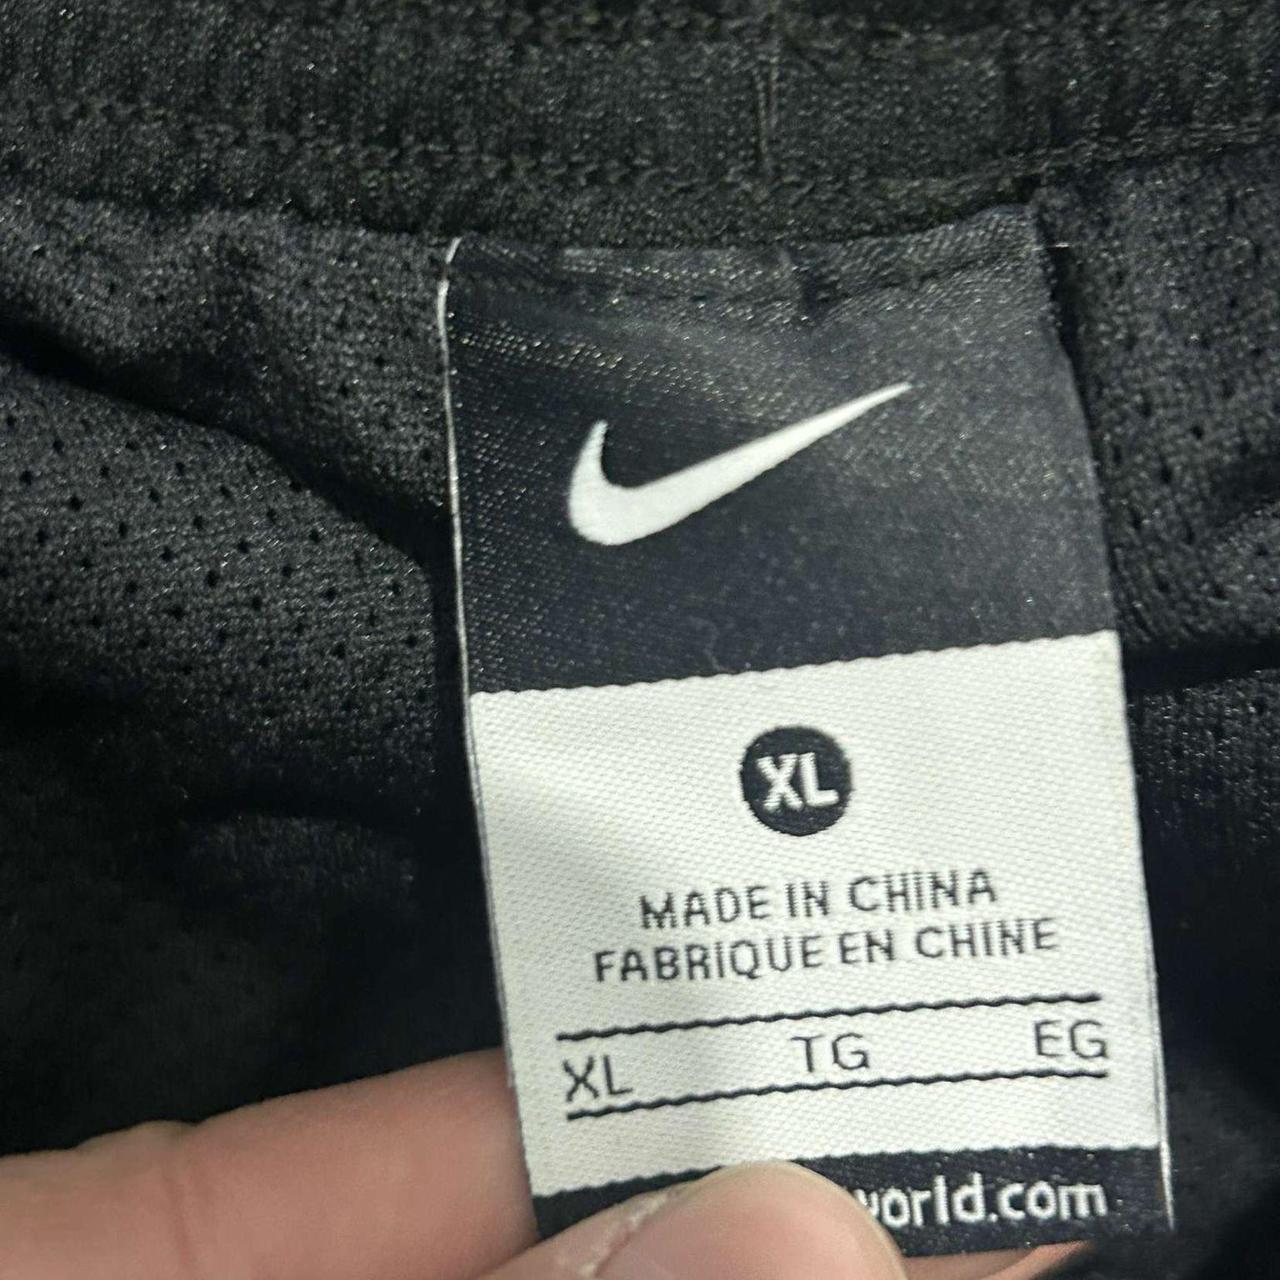 XL
MADE IN CHINA
FABRIQUE EN CHINE
XL TG EG
world.com